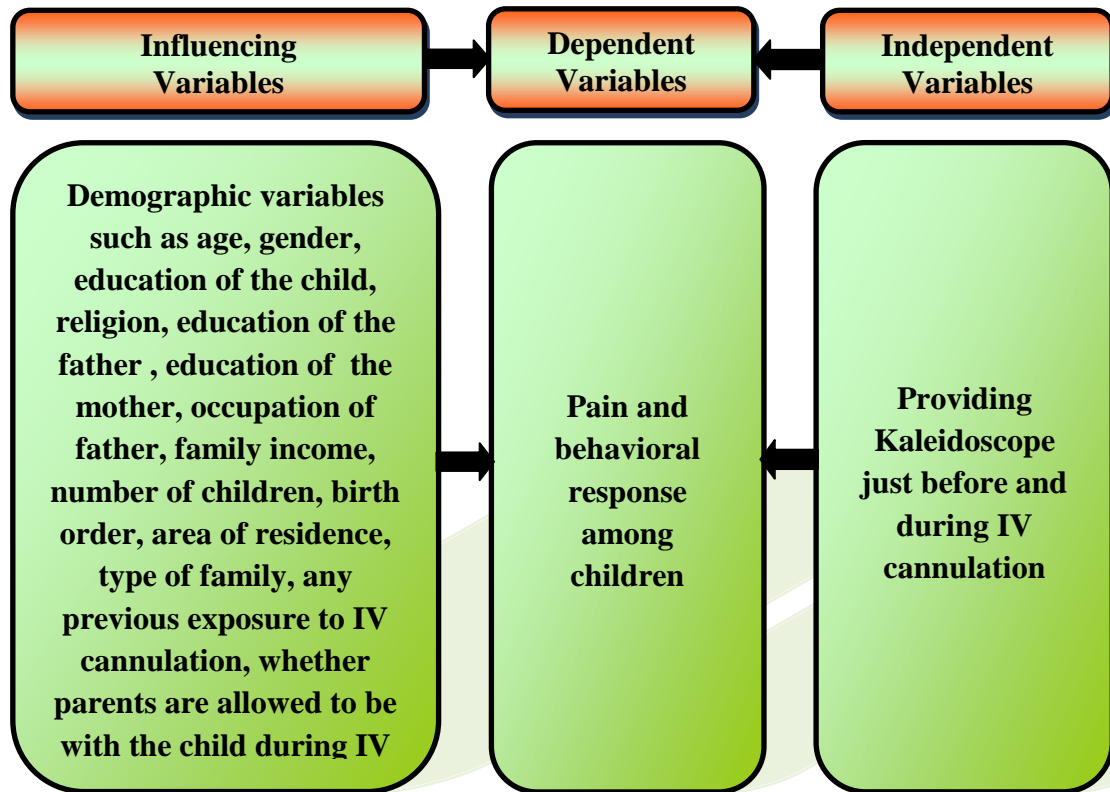 Influencing
Variables
Dependent
Variables
Independent
Variables
Demographic variables
such as age, gender,
education of the child,
religion, education of the
father , education of the
mother, occupation of
father, family income,
number of children, birth
order, area of residence,
type of family, any
previous exposure to IV
cannulation, whether
parents are allowed to be
with the child during IV
Pain and
behavioral
response
among
children
Providing
Kaleidoscope
just before and
during IV
cannulation